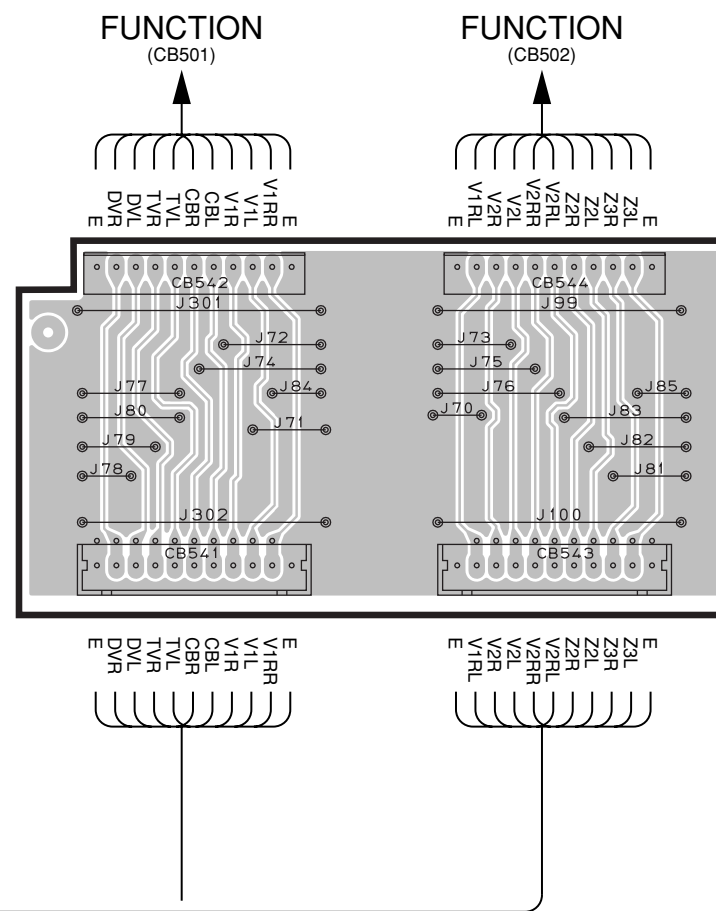 FUNCTION
(CB501)
FUNCTION
(CB502)
E
DVR
DVL
TVR
TVL
CBR
CBL
V1R
V1L
V1RR
E
E
V1RL
V2R
V2L
V2RR
V2RL
Z2R
Z2L
Z3R
Z3L
E
CB542
CB544
J301
J99
J72
J73
J74
J75
J77
J84
J76
J85
J80
J71
J70
J83
J79
J82
J78
J81
J302
J100
CB541
CB543
E
DVR
DVL
TVR
TVL
CBR
CBL
V1R
V1L
V1RR
E
E
V1RL
V2R
V2L
V2RR
V2RL
Z2R
Z2L
Z3R
Z3L
E